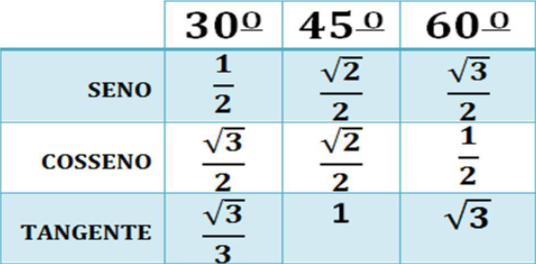 30º 45º 60º
SENO 1/2 √2/2 √3/2
COSSENO √3/2 √2/2 1/2
TANGENTE √3/3 1 √3